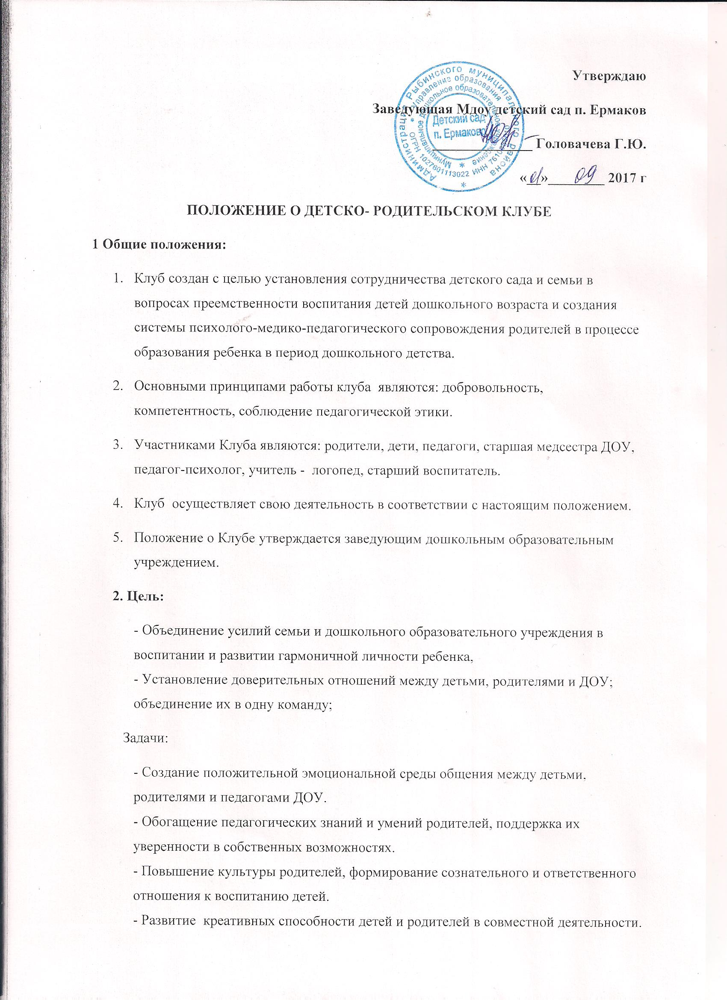 Утверждаю
Заведующая Мдоу детский сад п. Ермаков
Головачева Г.Ю.
«01» 09 2017 г
Администрация Рыбинского муниципального района
Управление образования
Муниципальное дошкольное образовательное учреждение
ОГРН 1027601113022 ИНН
Детский сад
п. Ермаково
ПОЛОЖЕНИЕ О ДЕТСКО- РОДИТЕЛЬСКОМ КЛУБЕ
1 Общие положения:
1. Клуб создан с целью установления сотрудничества детского сада и семьи в
вопросах преемственности воспитания детей дошкольного возраста и создания
системы психолого-медико-педагогического сопровождения родителей в процессе
образования ребенка в период дошкольного детства.
2. Основными принципами работы клуба являются: добровольность,
компетентность, соблюдение педагогической этики.
3. Участниками Клуба являются: родители, дети, педагоги, старшая медсестра ДОУ,
педагог-психолог, учитель - логопед, старший воспитатель.
4. Клуб осуществляет свою деятельность в соответствии с настоящим положением.
5. Положение о Клубе утверждается заведующим дошкольным образовательным
учреждением.
2. Цель:
- Объединение усилий семьи и дошкольного образовательного учреждения в
воспитании и развитии гармоничной личности ребенка,
- Установление доверительных отношений между детьми, родителями и ДОУ;
объединение их в одну команду;
Задачи:
- Создание положительной эмоциональной среды общения между детьми,
родителями и педагогами ДОУ.
- Обогащение педагогических знаний и умений родителей, поддержка их
уверенности в собственных возможностях.
- Повышение культуры родителей, формирование сознательного и ответственного
отношения к воспитанию детей.
- Развитие креативных способности детей и родителей в совместной деятельности.